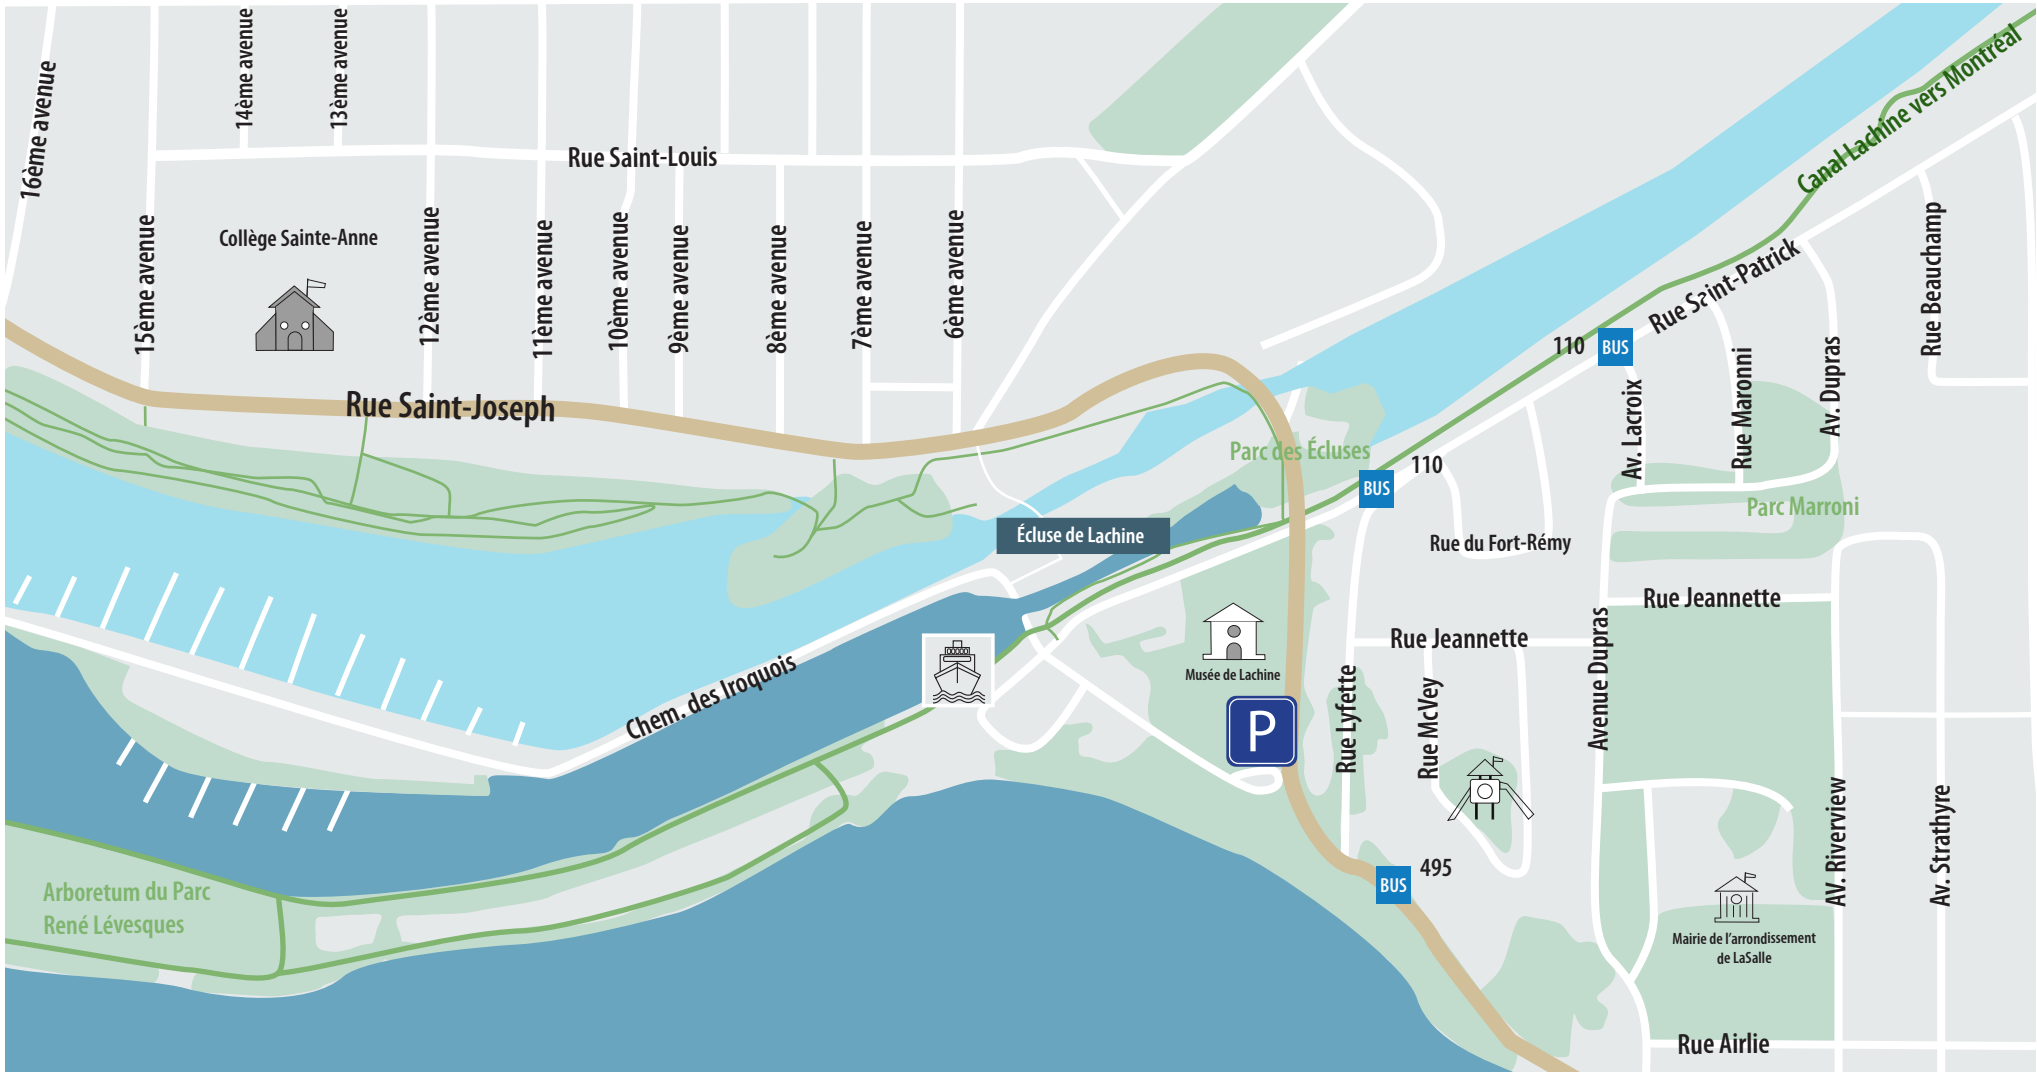 16ème avenue
14ème avenue
13ème avenue
Rue Saint-Louis
Canal Lachine vers Montréal
Collège Sainte-Anne
15ème avenue
12ème avenue
11ème avenue
10ème avenue
9ème avenue
8ème avenue
7ème avenue
6ème avenue
Rue Saint-Patrick
Rue Beauchamp
110
BUS
Rue Saint-Joseph
Av. Lacroix
Rue Maronni
Av. Dupras
Parc des Écluses
110
BUS
Parc Marroni
Écluse de Lachine
Rue du Fort-Rémy
Rue Jeannette
Rue Jeannette
Musée de Lachine
Chem. des Iroquois
P
Rue Lyfette
Rue McVey
Avenue Dupras
AV. Riverview
Av. Strathyre
495
BUS
Arboretum du Parc
René Lévesques
Mairie de l'arrondissement
de LaSalle
Rue Airlie